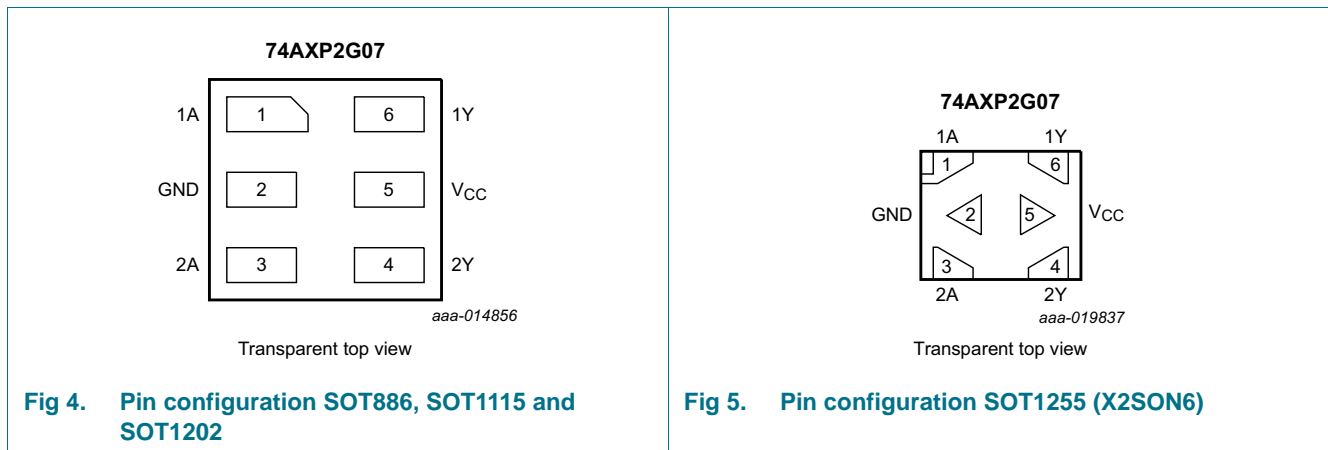 74AXP2G07
1A 1 6 1Y
GND 2 5 VCC
2A 3 4 2Y
aaa-014856
Transparent top view
Fig 4. Pin configuration SOT886, SOT1115 and
SOT1202
74AXP2G07
1A 1Y
1 6
GND 2 5 VCC
3 4
2A 2Y
aaa-019837
Transparent top view
Fig 5. Pin configuration SOT1255 (X2SON6)